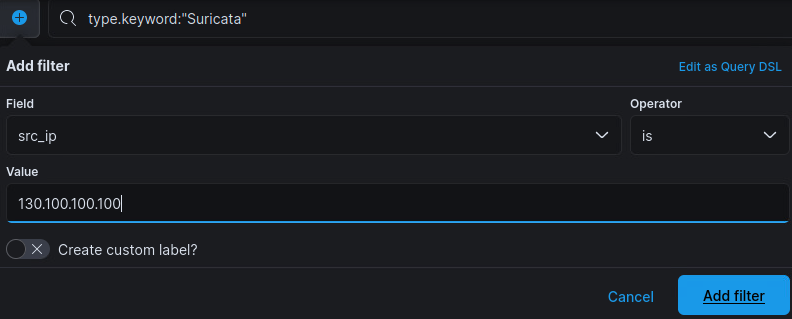 type.keyword:"Suricata"
Add filter Edit as Query DSL
Field Operator
src_ip is
Value
130.100.100.100
Create custom label?
Cancel Add filter